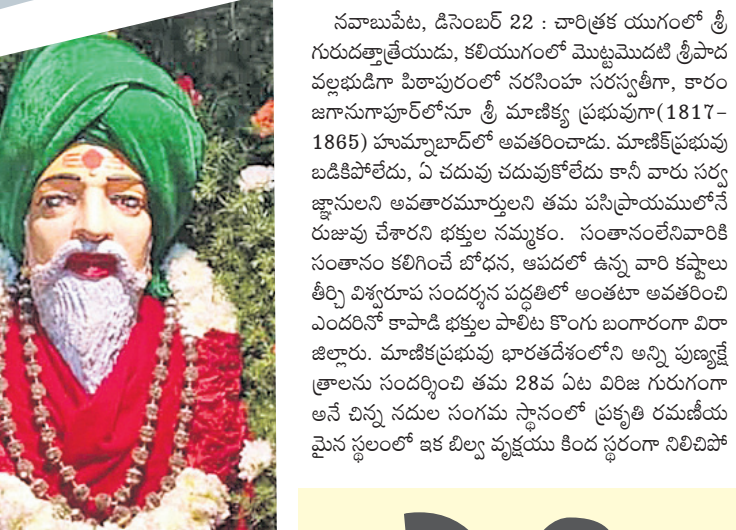 నవాబుపేట, డిసెంబర్ 22 : చారిత్రక యుగంలో శ్రీ
గురుదత్తాత్రేయుడు, కలియుగంలో మొట్టమొదటి శ్రీపాద
వల్లభుడిగా పిఠాపురంలో నరసింహ సరస్వతీగా, కారం
జగానుగాపూర్‌లోనూ శ్రీ మాణిక్య ప్రభువుగా(1817–
1865) హుమ్నాబాద్‌లో అవతరించాడు. మాణిక్‌ప్రభువు
బడికిపోలేదు, ఏ చదువు చదువుకోలేదు కానీ వారు సర్వ
జ్ఞానులని అవతారమూర్తులని తమ పసిప్రాయములోనే
రుజువు చేశారని భక్తుల నమ్మకం. సంతానంలేనివారికి
సంతానం కలిగించే బోధన, ఆపదలో ఉన్న వారి కష్టాలు
తీర్చి విశ్వరూప సందర్శన పద్ధతిలో అంతటా అవతరించి
ఎందరినో కాపాడి భక్తుల పాలిట కొంగు బంగారంగా విరా
జిల్లారు. మాణికప్రభువు భారతదేశంలోని అన్ని పుణ్యక్షే
త్రాలను సందర్శించి తమ 28వ ఏట విరిజ గురుగంగా
అనే చిన్న నదుల సంగమ స్థానంలో ప్రకృతి రమణీయ
మైన స్థలంలో ఇక బిల్వ వృక్షయు కింద స్థరంగా నిలిచిపో